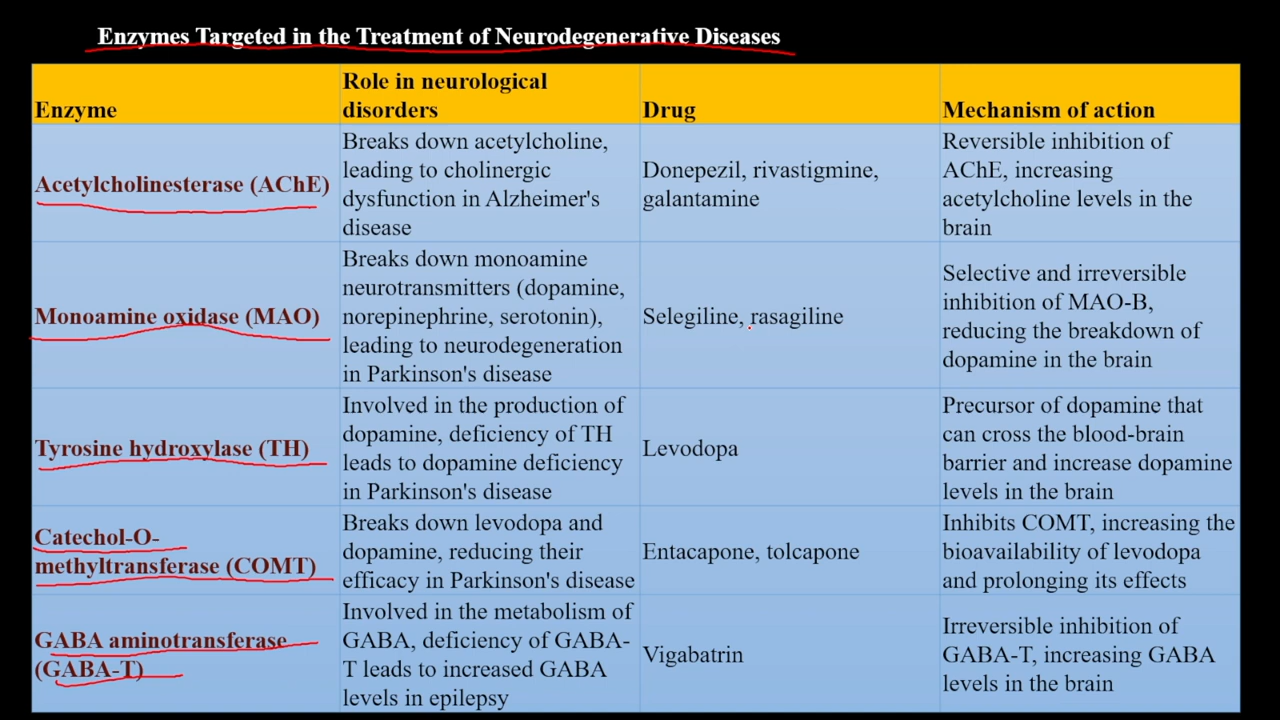 Enzymes Targeted in the Treatment of Neurodegenerative Diseases
Enzyme
Role in neurological
disorders
Drug
Mechanism of action
Acetylcholinesterase (AChE)
Breaks down acetylcholine,
leading to cholinergic
dysfunction in Alzheimer's
disease
Donepezil, rivastigmine,
galantamine
Reversible inhibition of
AChE, increasing
acetylcholine levels in the
brain
Monoamine oxidase (MAO)
Breaks down monoamine
neurotransmitters (dopamine,
norepinephrine, serotonin),
leading to neurodegeneration
in Parkinson's disease
Selegiline, rasagiline
Selective and irreversible
inhibition of MAO-B,
reducing the breakdown of
dopamine in the brain
Tyrosine hydroxylase (TH)
Involved in the production of
dopamine, deficiency of TH
leads to dopamine deficiency
in Parkinson's disease
Levodopa
Precursor of dopamine that
can cross the blood-brain
barrier and increase dopamine
levels in the brain
Catechol-O-
methyltransferase (COMT)
Breaks down levodopa and
dopamine, reducing their
efficacy in Parkinson's disease
Entacapone, tolcapone
Inhibits COMT, increasing the
bioavailability of levodopa
and prolonging its effects
GABA aminotransferase
(GABA-T)
Involved in the metabolism of
GABA, deficiency of GABA-
T leads to increased GABA
levels in epilepsy
Vigabatrin
Irreversible inhibition of
GABA-T, increasing GABA
levels in the brain